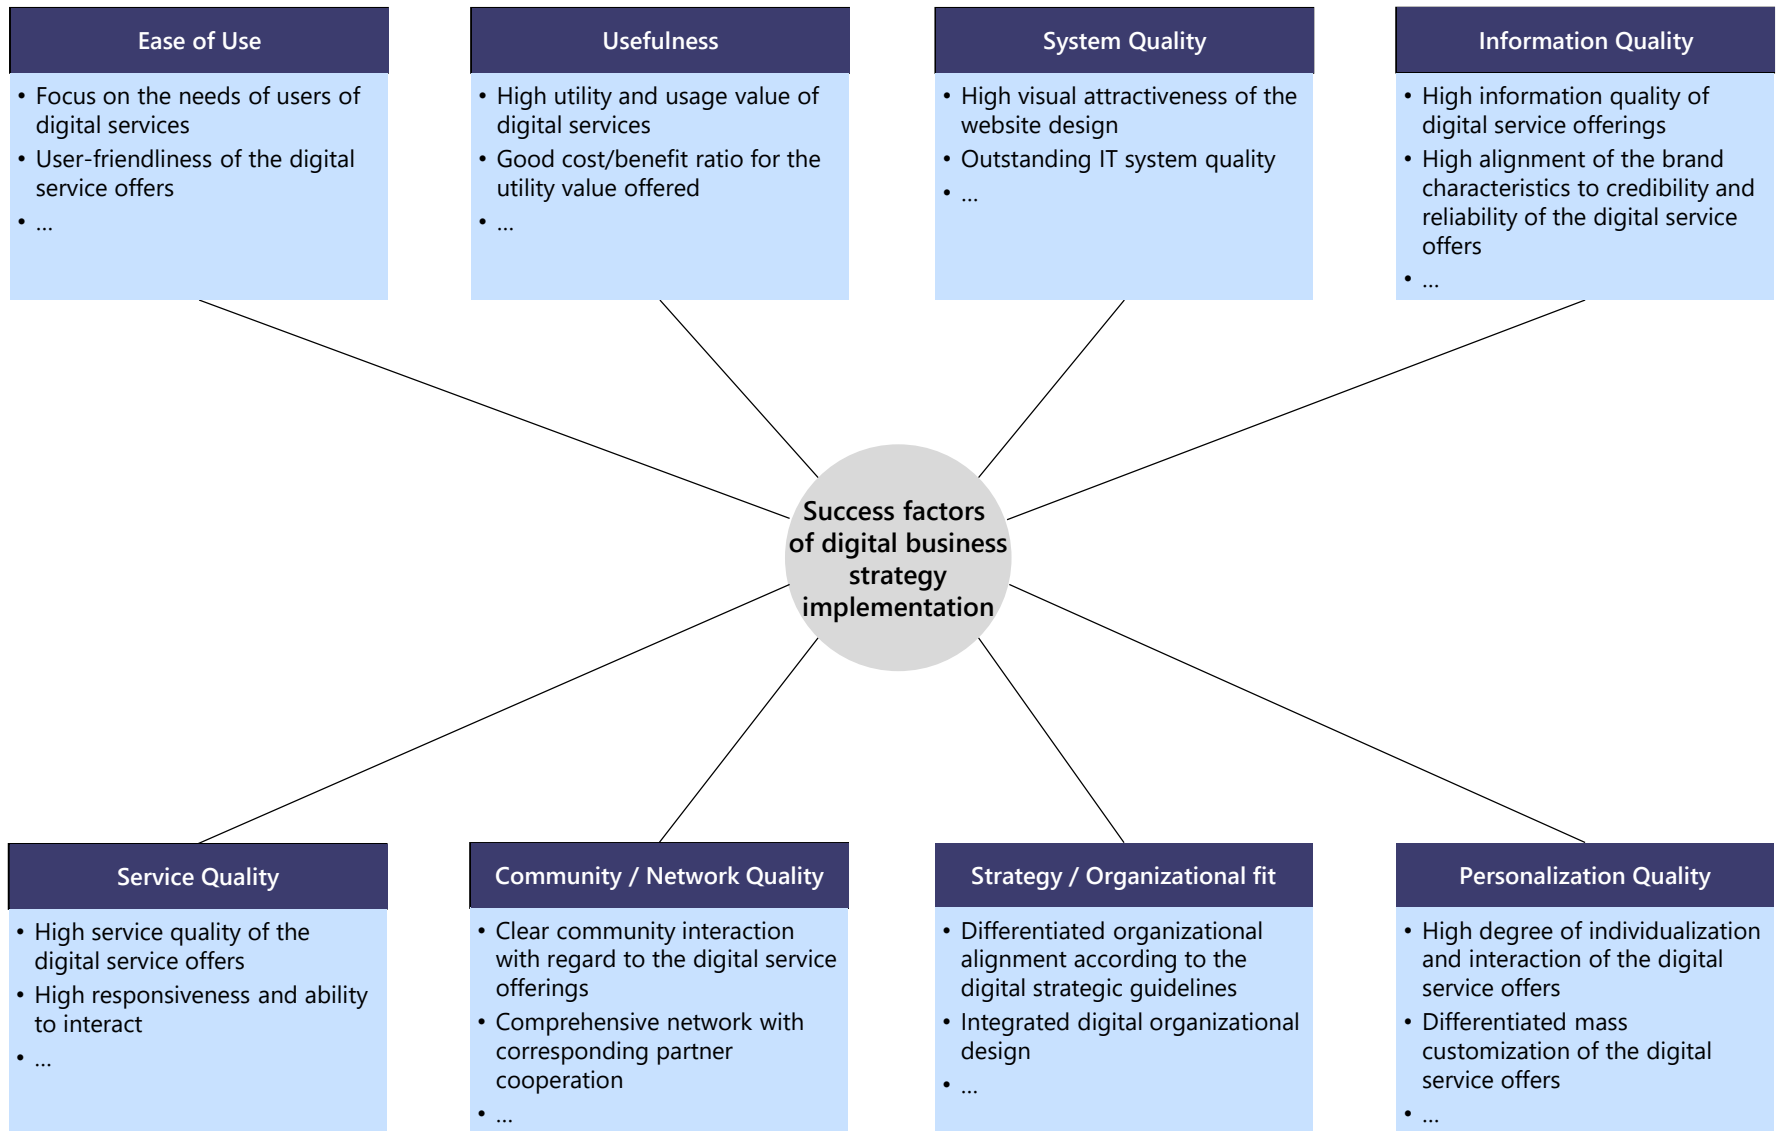 Ease of Use
• Focus on the needs of users of
digital services
• User-friendliness of the digital
service offers
• ...
Usefulness
• High utility and usage value of
digital services
• Good cost/benefit ratio for the
utility value offered
• ...
System Quality
• High visual attractiveness of the
website design
• Outstanding IT system quality
• ...
Information Quality
• High information quality of
digital service offerings
• High alignment of the brand
characteristics to credibility and
reliability of the digital service
offers
• ...
Success factors
of digital business
strategy
implementation
Service Quality
• High service quality of the
digital service offers
• High responsiveness and ability
to interact
• ...
Community / Network Quality
• Clear community interaction
with regard to the digital service
offerings
• Comprehensive network with
corresponding partner
cooperation
• ...
Strategy / Organizational fit
• Differentiated organizational
alignment according to the
digital strategic guidelines
• Integrated digital organizational
design
• ...
Personalization Quality
• High degree of individualization
and interaction of the digital
service offers
• Differentiated mass
customization of the digital
service offers
• ...